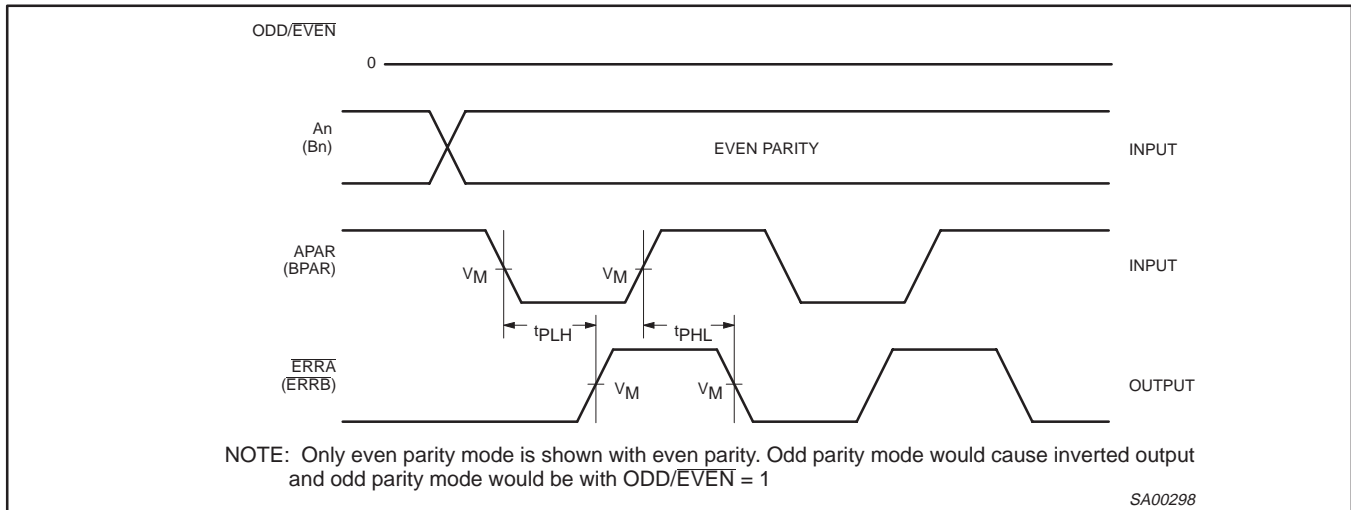 ODD/EVEN
0
An
(Bn)
EVEN PARITY
INPUT
APAR
(BPAR)
VM
VM
INPUT
tPLH
tPHL
ERRA
(ERRB)
VM
VM
OUTPUT
NOTE: Only even parity mode is shown with even parity. Odd parity mode would cause inverted output
and odd parity mode would be with ODD/EVEN = 1
SA00298